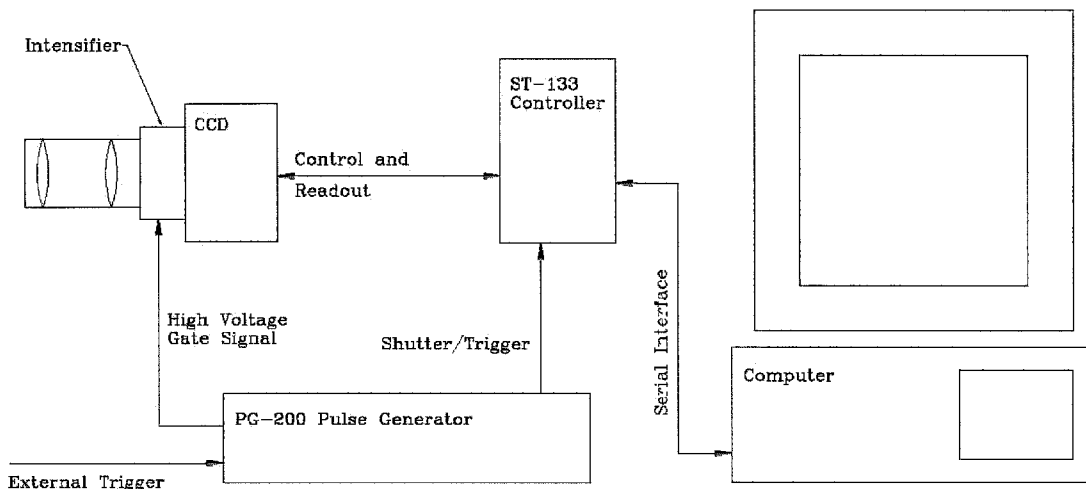 Intensifier
CCD
ST-133
Controller
Control and
Readout
High Voltage
Gate Signal
Shutter/Trigger
Serial Interface
Computer
PG-200 Pulse Generator
External Trigger